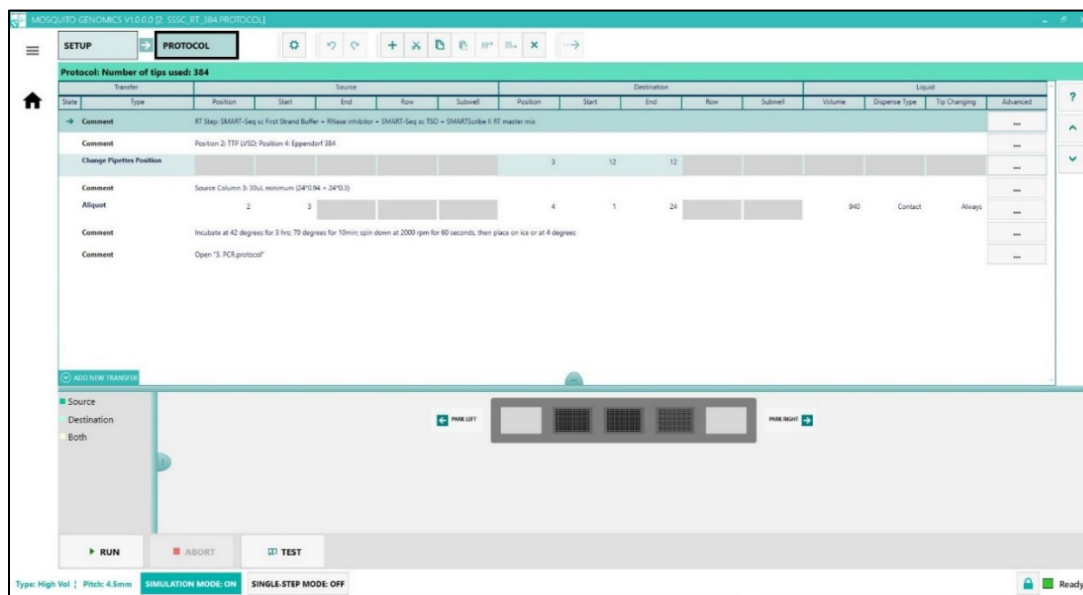 MOSQUITO GENOMICS V1.0.0.0 [2. SSSC_RT_384.PROTOCOL]
SETUP PROTOCOL
Protocol: Number of tips used: 384
Transfer Source Destination Liquid
State Type Position Start End Row Subwell Position Start End Row Subwell Volume Dispense Type Tip Changing Advanced
Comment RT Step: SMART-Seq sc First Strand Buffer + RNase inhibitor + SMART-Seq sc TSO + SMARTScribe II RT master mix ...
Comment Position 2: TTP LVSD; Position 4: Eppendorf 384 ...
Change Pipettes Position 3 12 12 ...
Comment Source Column 3: 30uL minimum (24*0.94 + 24*0.3) ...
Aliquot 2 3 4 1 24 940 Contact Always ...
Comment Incubate at 42 degrees for 3 hrs; 70 degrees for 10min; spin down at 2000 rpm for 60 seconds, then place on ice or at 4 degrees ...
Comment Open "3. PCR.protocol" ...
ADD NEW TRANSFER
Source
Destination
Both
PARK LEFT PARK RIGHT
RUN ABORT TEST
Type: High Vol ¦ Pitch: 4.5mm SIMULATION MODE: ON SINGLE-STEP MODE: OFF Ready